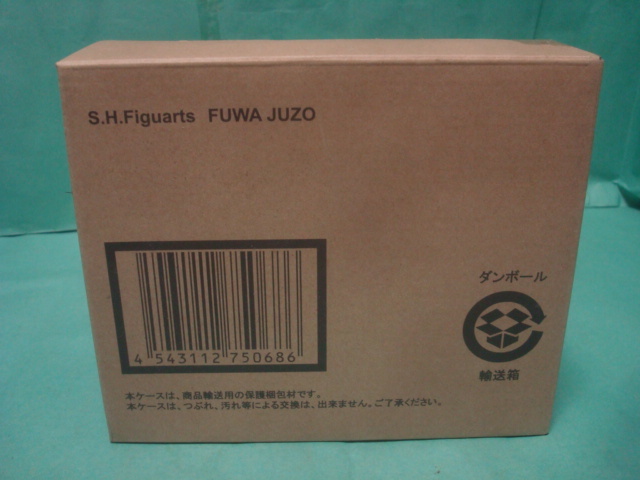 S.H.Figuarts FUWA JUZO
ダンボール
輸送箱
4 543112 750686
本ケースは、商品輸送用の保護梱包材です。
本ケースは、つぶれ、汚れ等による交換は、出来ません。ご了承ください。